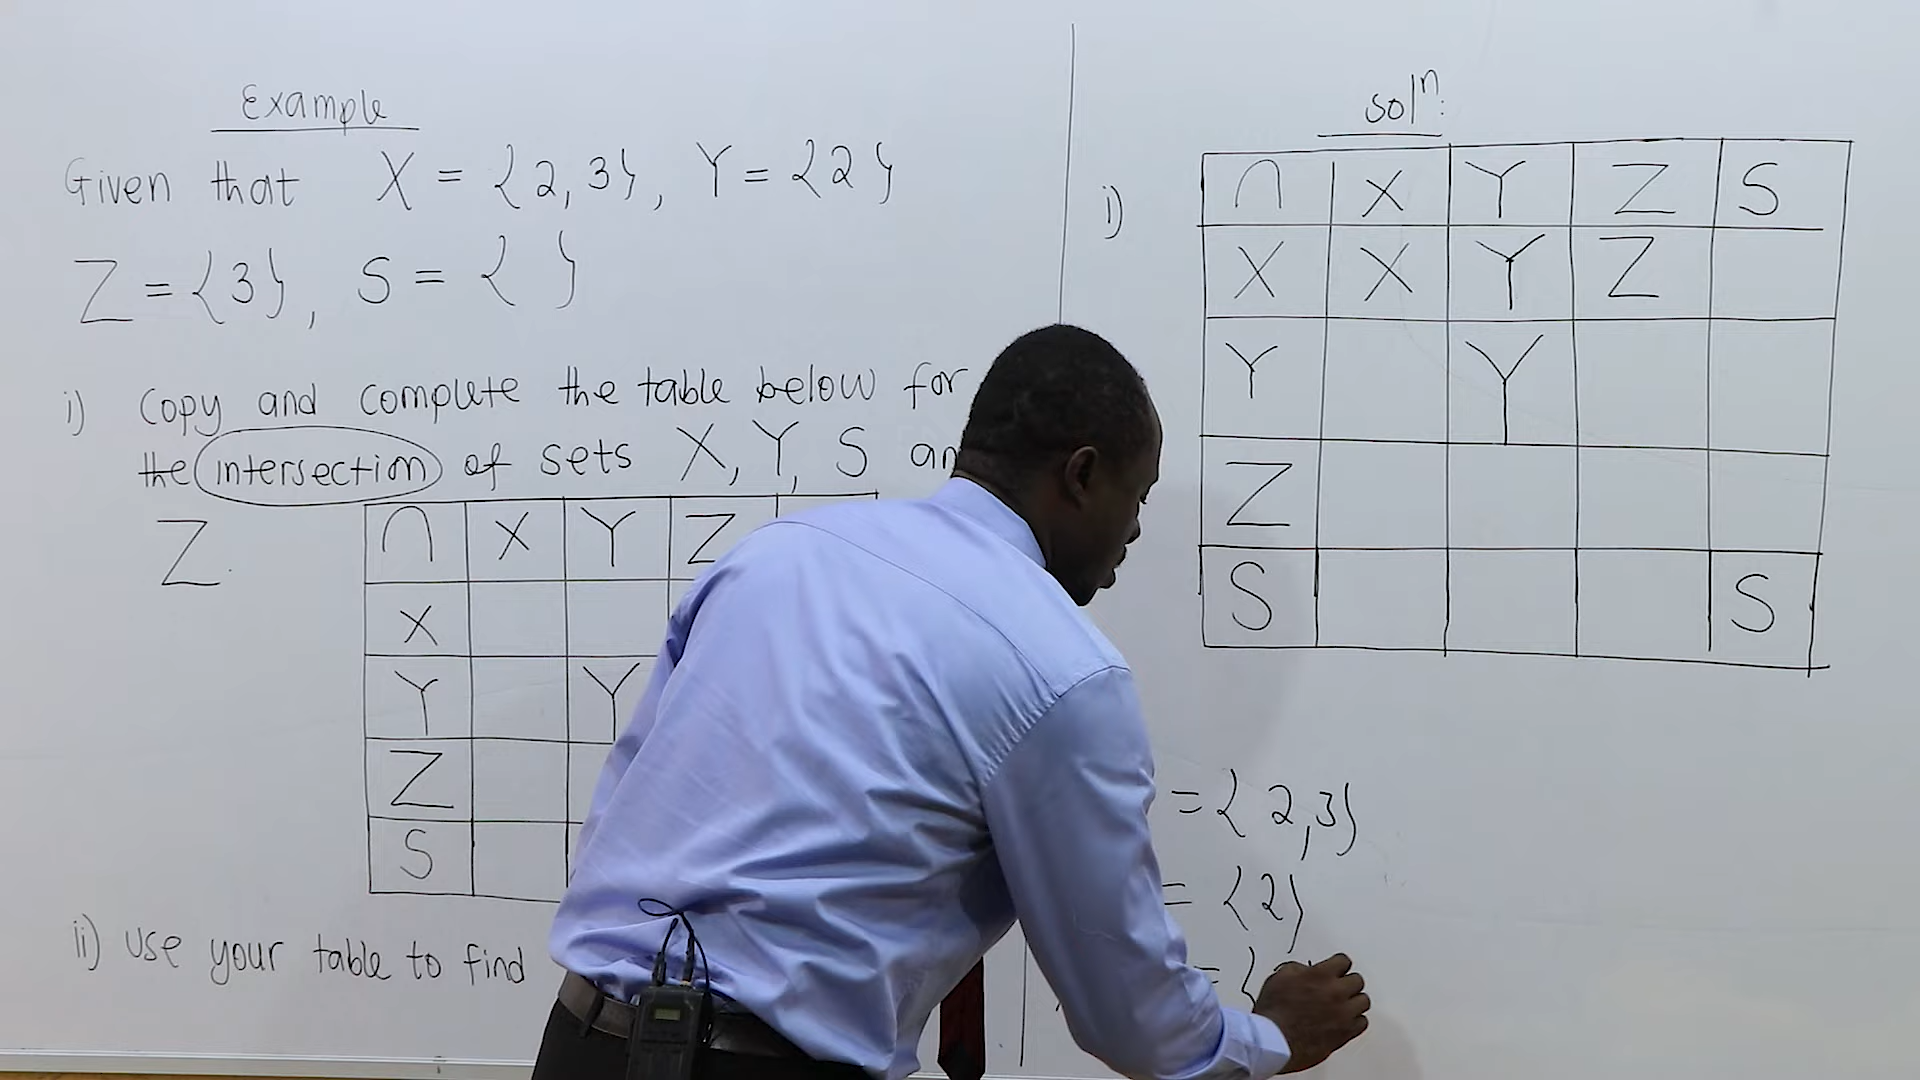 Example
Given that X = {2, 3}, Y = {2}
Z = {3}, S = { }
i) Copy and complete the table below for
the intersection of sets X, Y, S
Z.
∩ X Y Z
X
Y Y
Z
S
ii) use your table to find
solⁿ:
i)
∩ X Y Z S
X X Y Z
Y Y
Z
S S
= { 2,3}
= {2}
= {